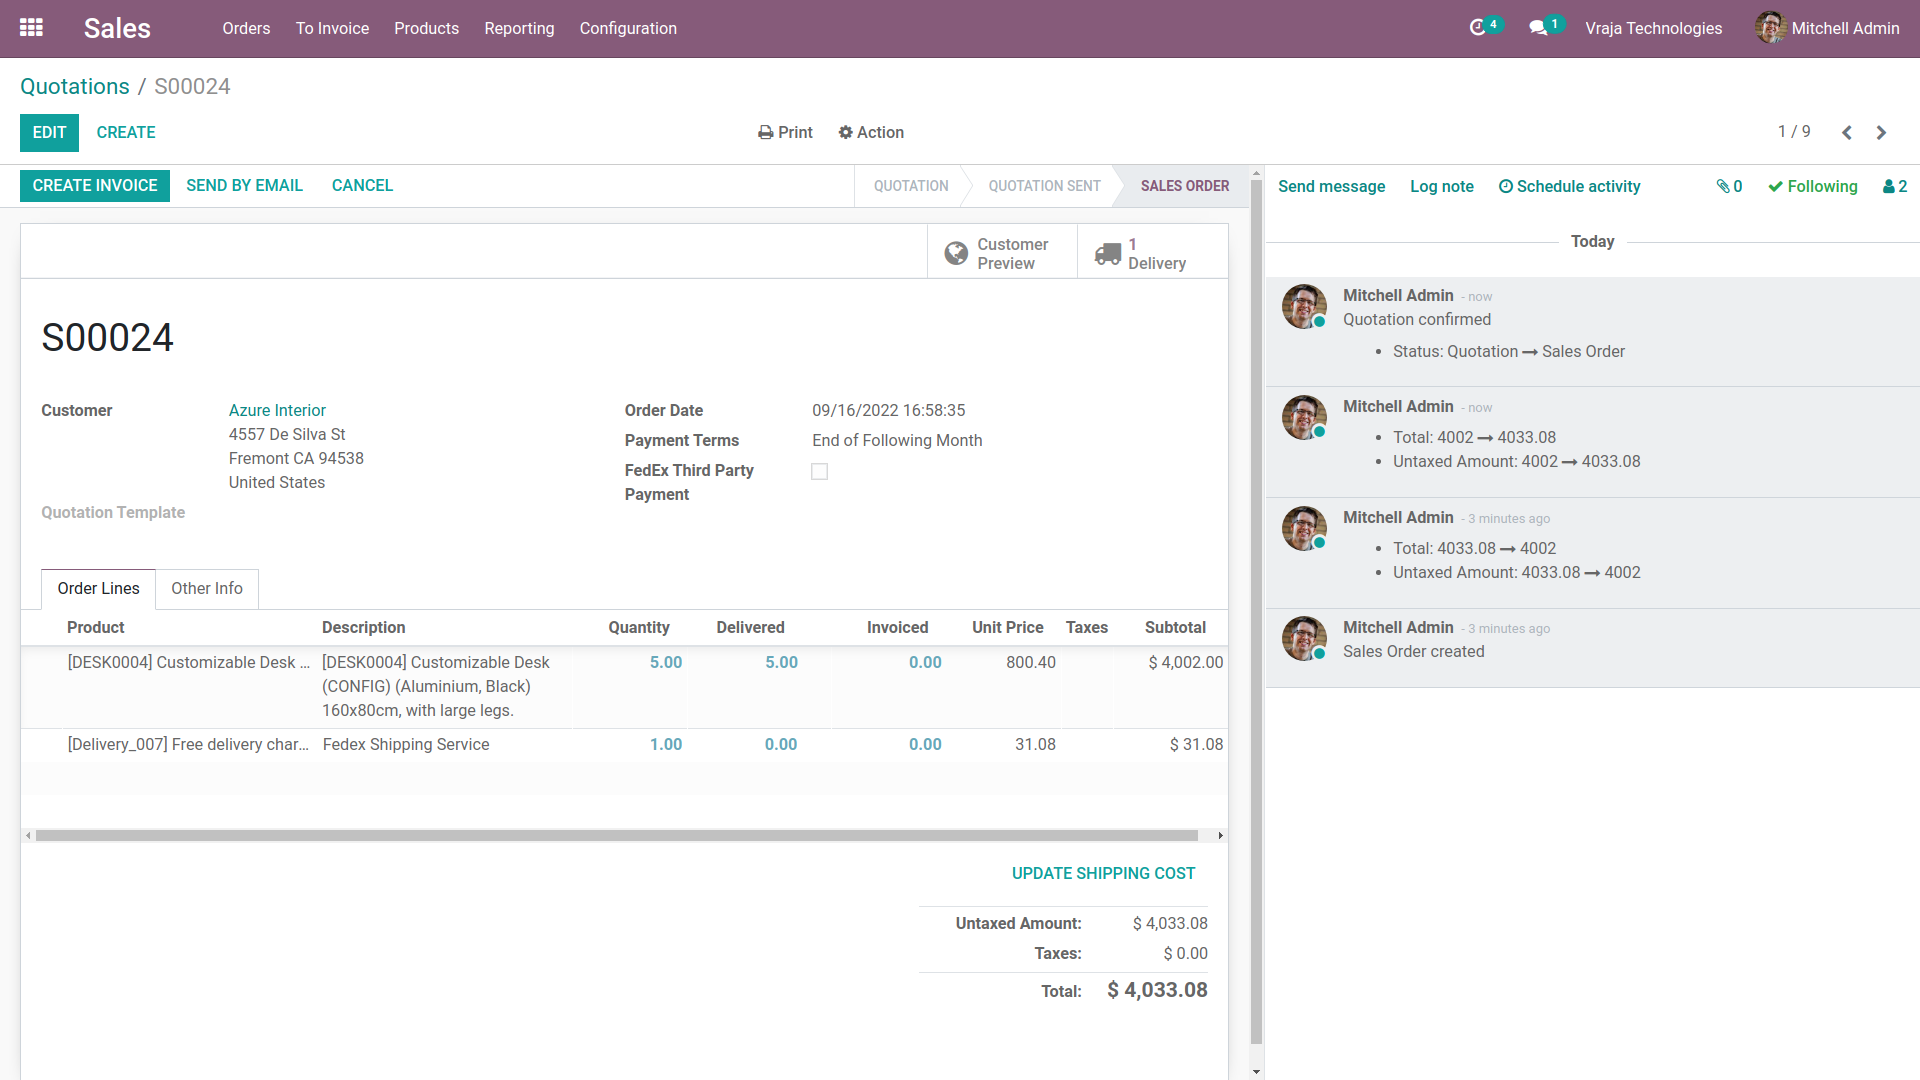 Sales
Orders
To Invoice
Products
Reporting
Configuration
4
1
Vraja Technologies
Mitchell Admin
Quotations / S00024
EDIT
CREATE
Print
Action
1 / 9
CREATE INVOICE
SEND BY EMAIL
CANCEL
QUOTATION
QUOTATION SENT
SALES ORDER
Customer
Preview
1
Delivery
S00024
Customer
Azure Interior
4557 De Silva St
Fremont CA 94538
United States
Quotation Template
Order Date
09/16/2022 16:58:35
Payment Terms
End of Following Month
FedEx Third Party
Payment
Order Lines
Other Info
Product
Description
Quantity
Delivered
Invoiced
Unit Price
Taxes
Subtotal
[DESK0004] Customizable Desk ...
[DESK0004] Customizable Desk
(CONFIG) (Aluminium, Black)
160x80cm, with large legs.
5.00
5.00
0.00
800.40
$ 4,002.00
[Delivery_007] Free delivery char...
Fedex Shipping Service
1.00
0.00
0.00
31.08
$ 31.08
UPDATE SHIPPING COST
Untaxed Amount:
$ 4,033.08
Taxes:
$ 0.00
Total:
$ 4,033.08
Send message
Log note
Schedule activity
0
Following
2
Today
Mitchell Admin - now
Quotation confirmed
• Status: Quotation → Sales Order
Mitchell Admin - now
• Total: 4002 → 4033.08
• Untaxed Amount: 4002 → 4033.08
Mitchell Admin - 3 minutes ago
• Total: 4033.08 → 4002
• Untaxed Amount: 4033.08 → 4002
Mitchell Admin - 3 minutes ago
Sales Order created